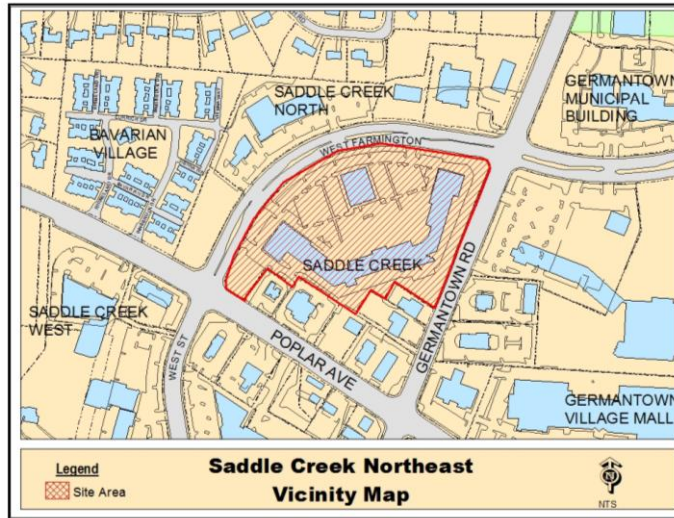 SADDLE CREEK
NORTH
GERMANTOWN
MUNICIPAL
BUILDING
BAVARIAN
VILLAGE
WEST FARMINGTON
SADDLE CREEK
SADDLE CREEK
WEST
WEST ST
POPLAR AVE
GERMANTOWN RD
GERMANTOWN
VILLAGE MALL
Legend
Site Area
Saddle Creek Northeast
Vicinity Map
N
NTS